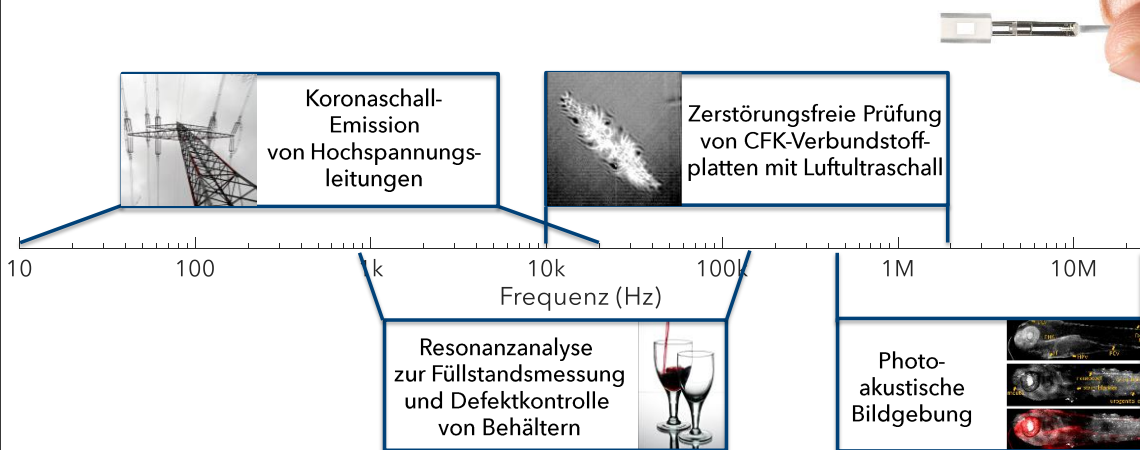 Koronaschall-
Emission
von Hochspannungs-
leitungen
Zerstörungsfreie Prüfung
von CFK-Verbundstoff-
platten mit Luftultraschall
10 100 1k 10k 100k 1M 10M
Frequenz (Hz)
Resonanzanalyse
zur Füllstandsmessung
und Defektkontrolle
von Behältern
Photo-
akustische
Bildgebung